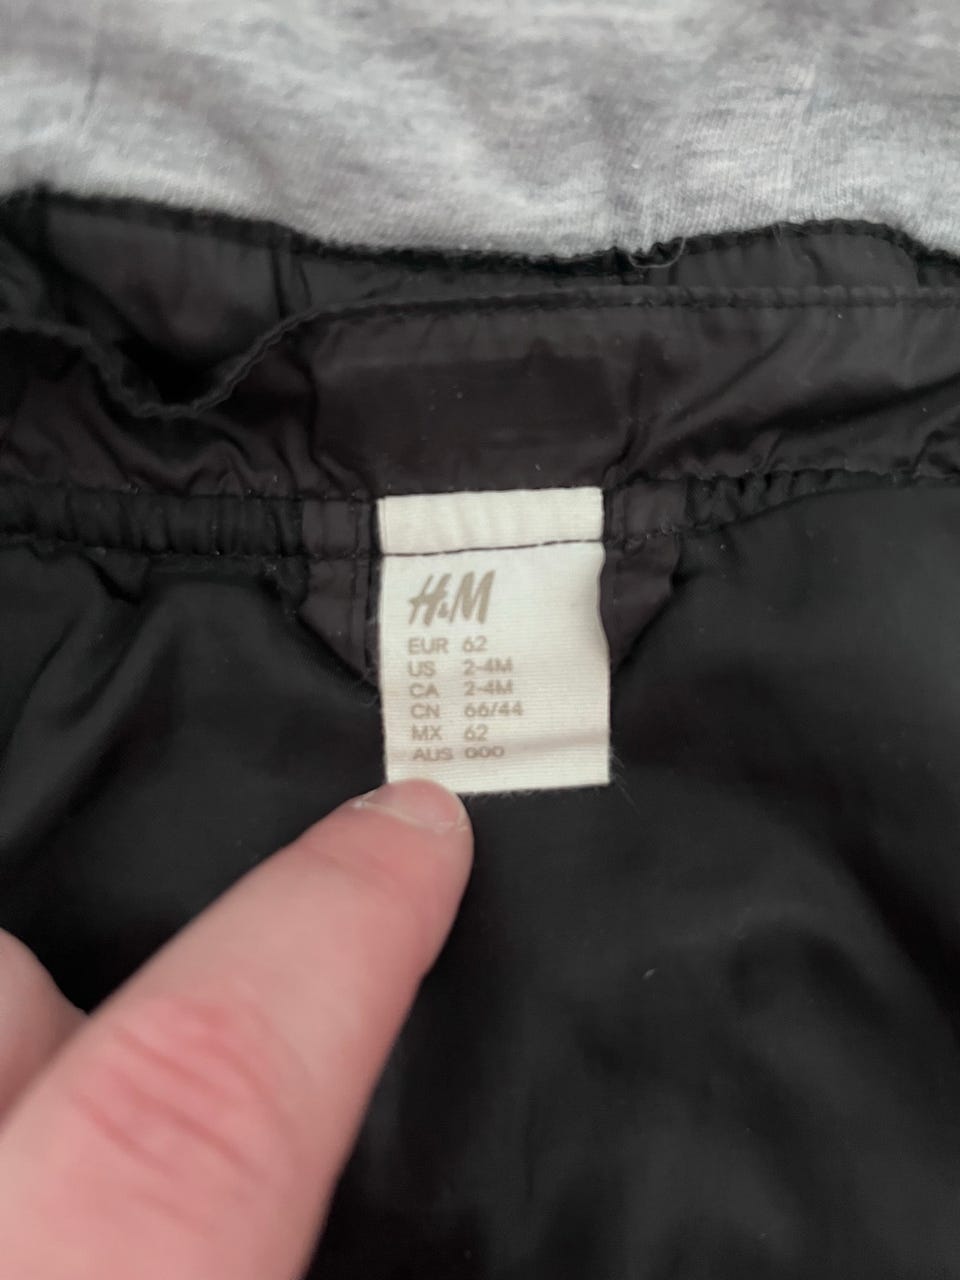 H&M
EUR 62
US 2-4M
CA 2-4M
CN 66/44
MX 62
AUS 000